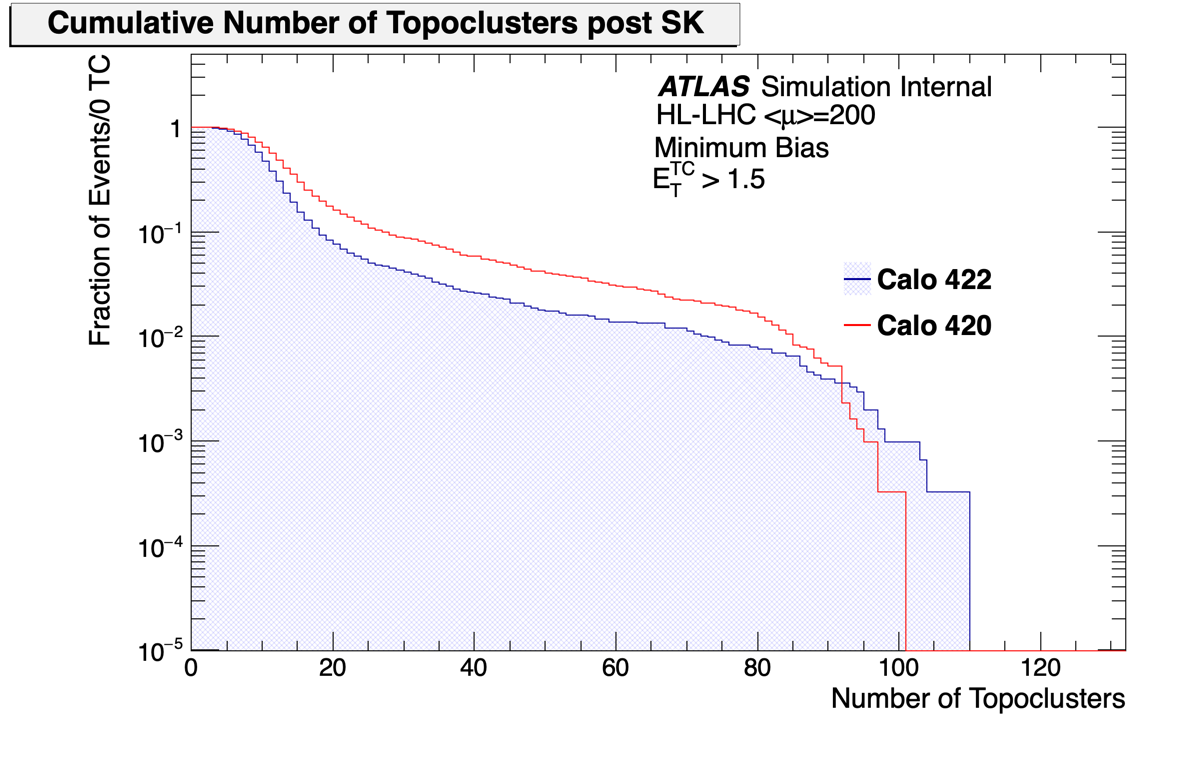 Cumulative Number of Topoclusters post SK
Fraction of Events/0 TC
ATLAS Simulation Internal
HL-LHC <μ>=200
Minimum Bias
E_T^TC > 1.5
Calo 422
Calo 420
1
10⁻¹
10⁻²
10⁻³
10⁻⁴
10⁻⁵
0 20 40 60 80 100 120
Number of Topoclusters